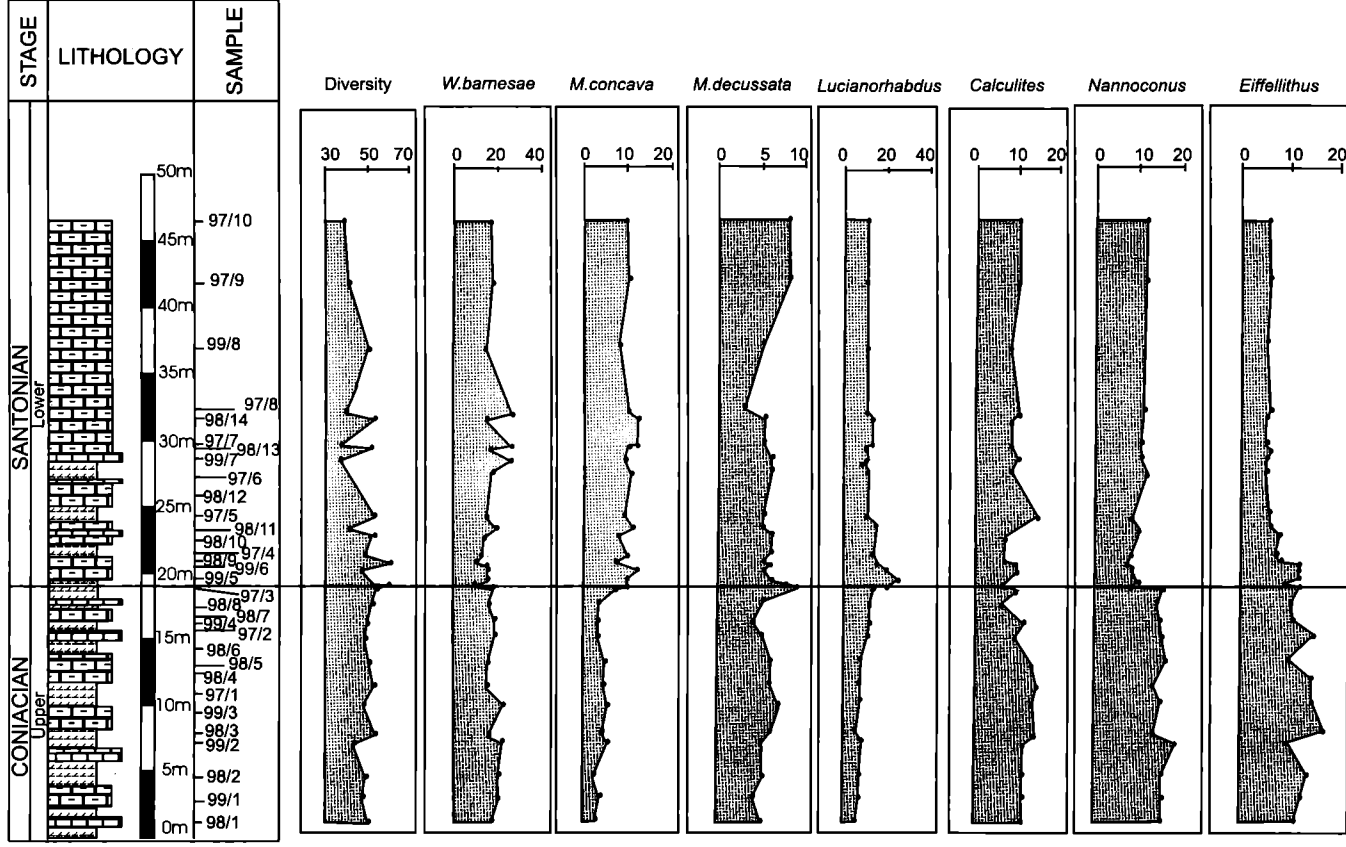 STAGE
LITHOLOGY
SAMPLE
SANTONIAN
Lower
CONIACIAN
Upper
50m
45m
40m
35m
30m
25m
20m
15m
10m
5m
0m
97/10
97/9
99/8
97/8
98/14
97/7
98/13
99/7
97/6
98/12
97/5
98/11
98/10
97/4
98/9
99/6
99/5
97/3
98/8
98/7
99/4
97/2
98/6
98/5
98/4
97/1
99/3
98/3
99/2
98/2
99/1
98/1
Diversity
30 50 70
W.barnesae
0 20 40
M.concava
0 10 20
M.decussata
0 5 10
Lucianorhabdus
0 20 40
Calculites
0 10 20
Nannoconus
0 10 20
Eiffellithus
0 10 20